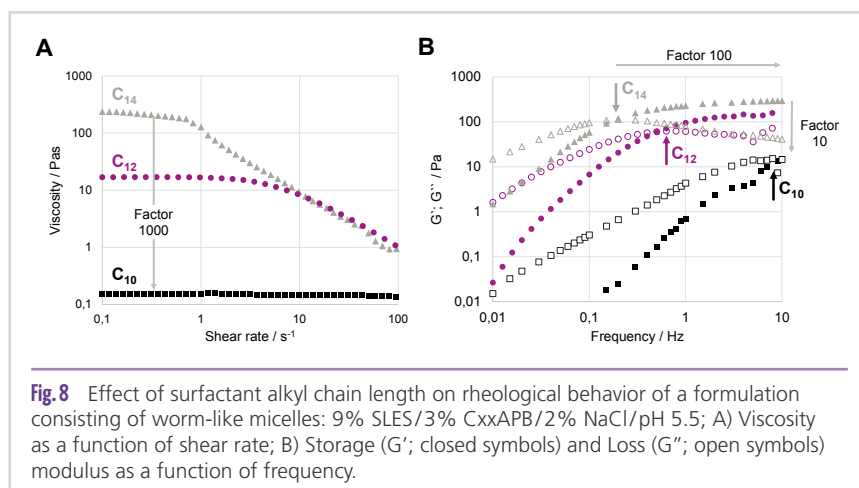 A
B
Factor 100
1000
100
10
1
0,1
Viscosity / Pas
C14
C12
Factor
1000
C10
0,1
1
10
100
Shear rate / s-1
1000
100
10
1
0,1
0,01
G`; G`` / Pa
C14
Factor
10
C12
C10
0,01
0,1
1
10
Frequency / Hz
Fig. 8 Effect of surfactant alkyl chain length on rheological behavior of a formulation
consisting of worm-like micelles: 9% SLES/3% CxxAPB/2% NaCl/pH 5.5; A) Viscosity
as a function of shear rate; B) Storage (G′; closed symbols) and Loss (G″; open symbols)
modulus as a function of frequency.